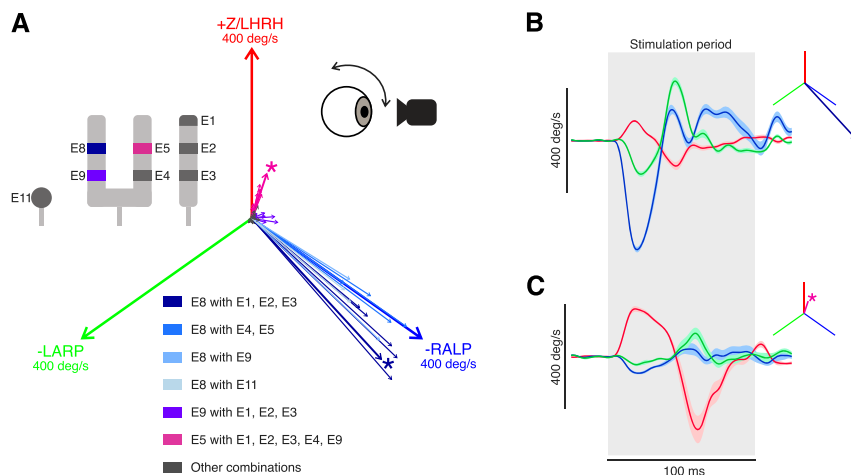 A
+Z/LHRH
400 deg/s
E1
E8
E5
E2
E9
E4
E3
E11
*
*
-LARP
400 deg/s
-RALP
400 deg/s
E8 with E1, E2, E3
E8 with E4, E5
E8 with E9
E8 with E11
E9 with E1, E2, E3
E5 with E1, E2, E3, E4, E9
Other combinations
B
Stimulation period
400 deg/s
C
*
400 deg/s
100 ms